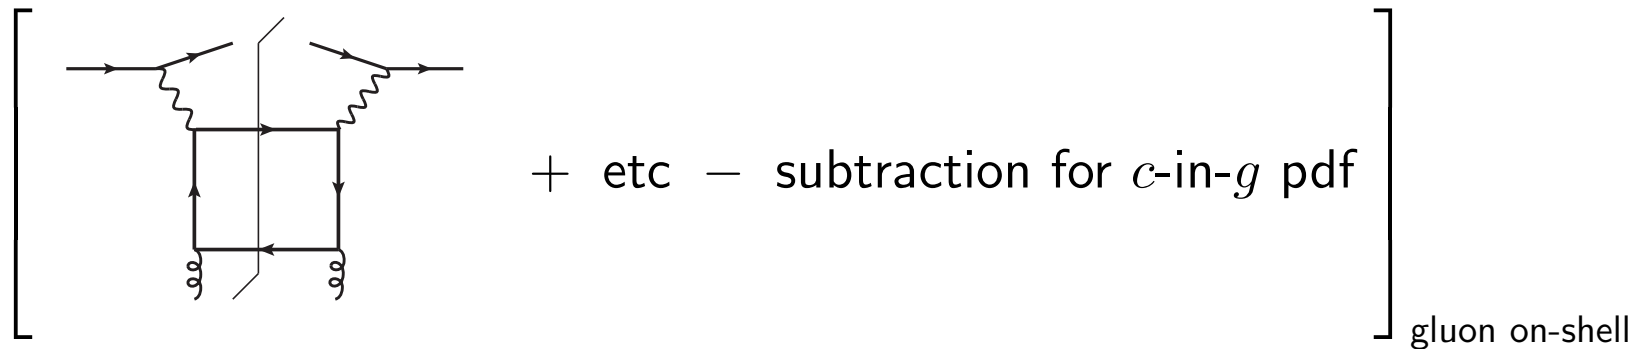 + etc − subtraction for c-in-g pdf
gluon on-shell